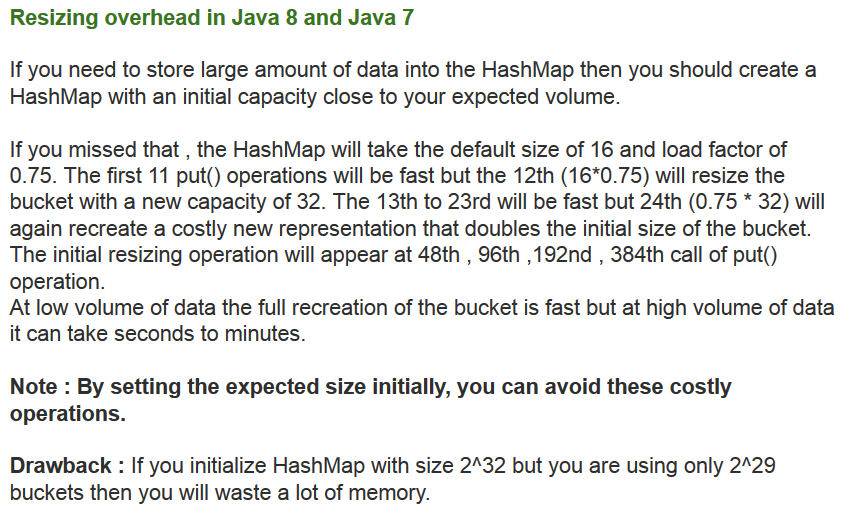 Resizing overhead in Java 8 and Java 7
If you need to store large amount of data into the HashMap then you should create a
HashMap with an initial capacity close to your expected volume.
If you missed that , the HashMap will take the default size of 16 and load factor of
0.75. The first 11 put() operations will be fast but the 12th (16*0.75) will resize the
bucket with a new capacity of 32. The 13th to 23rd will be fast but 24th (0.75 * 32) will
again recreate a costly new representation that doubles the initial size of the bucket.
The initial resizing operation will appear at 48th , 96th ,192nd , 384th call of put()
operation.
At low volume of data the full recreation of the bucket is fast but at high volume of data
it can take seconds to minutes.
Note : By setting the expected size initially, you can avoid these costly
operations.
Drawback : If you initialize HashMap with size 2^32 but you are using only 2^29
buckets then you will waste a lot of memory.